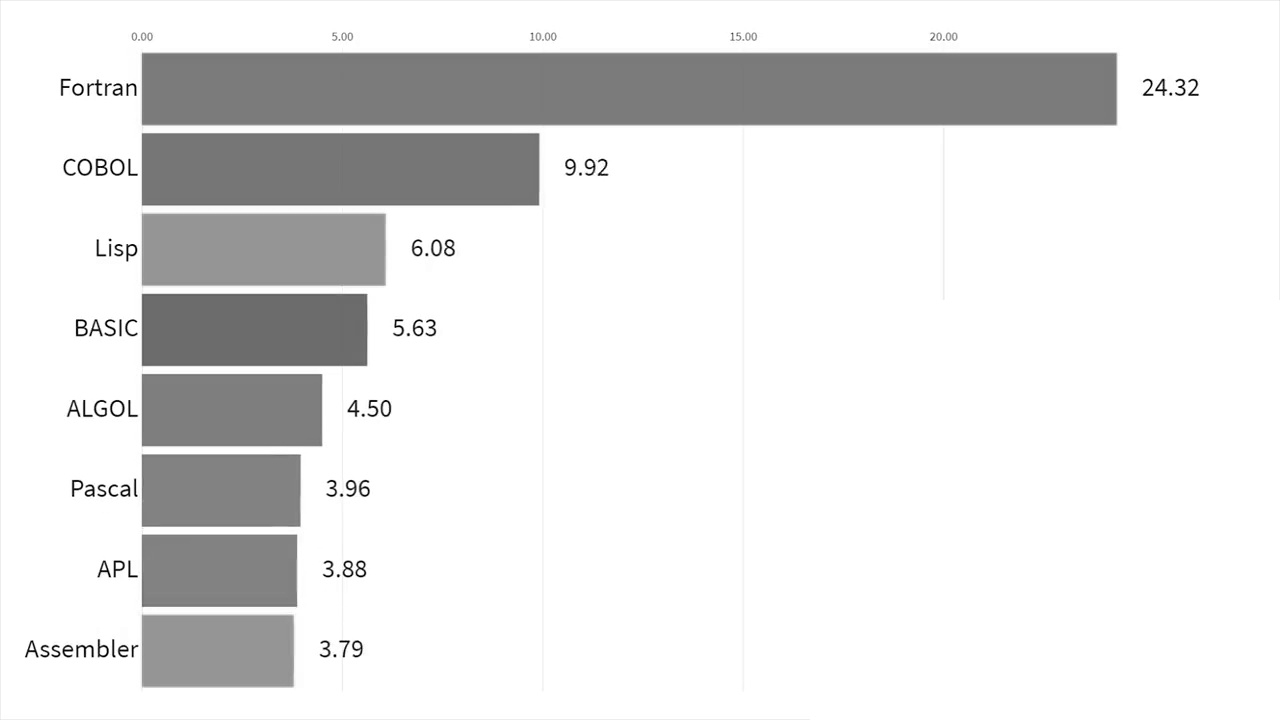 0.00 5.00 10.00 15.00 20.00
Fortran 24.32
COBOL 9.92
Lisp 6.08
BASIC 5.63
ALGOL 4.50
Pascal 3.96
APL 3.88
Assembler 3.79